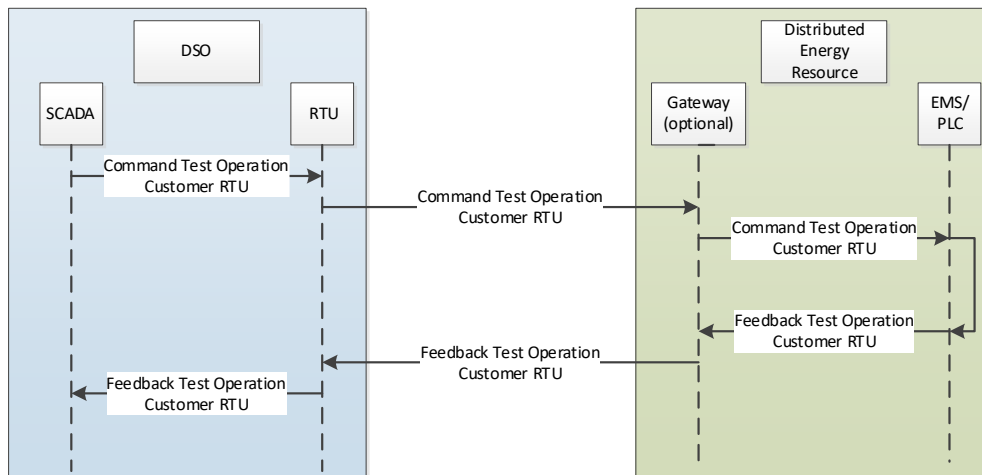 DSO
Distributed
Energy
Resource
SCADA
RTU
Gateway
(optional)
EMS/
PLC
Command Test Operation
Customer RTU
Command Test Operation
Customer RTU
Command Test Operation
Customer RTU
Feedback Test Operation
Customer RTU
Feedback Test Operation
Customer RTU
Feedback Test Operation
Customer RTU